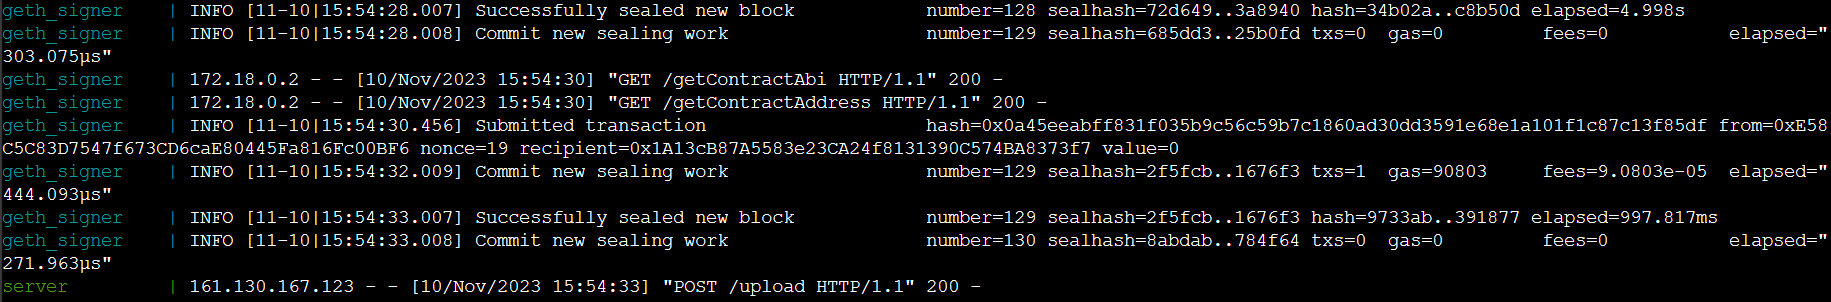 geth_signer    | INFO [11-10|15:54:28.007] Successfully sealed new block            number=128 sealhash=72d649..3a8940 hash=34b02a..c8b50d elapsed=4.998s
geth_signer    | INFO [11-10|15:54:28.008] Commit new sealing work                  number=129 sealhash=685dd3..25b0fd txs=0  gas=0         fees=0           elapsed="
303.075µs"
geth_signer    | 172.18.0.2 - - [10/Nov/2023 15:54:30] "GET /getContractAbi HTTP/1.1" 200 -
geth_signer    | 172.18.0.2 - - [10/Nov/2023 15:54:30] "GET /getContractAddress HTTP/1.1" 200 -
geth_signer    | INFO [11-10|15:54:30.456] Submitted transaction                    hash=0x0a45eeabff831f035b9c56c59b7c1860ad30dd3591e68e1a101f1c87c13f85df from=0xE58
C5C83D7547f673CD6caE80445Fa816Fc00BF6 nonce=19 recipient=0x1A13cB87A5583e23CA24f8131390C574BA8373f7 value=0
geth_signer    | INFO [11-10|15:54:32.009] Commit new sealing work                  number=129 sealhash=2f5fcb..1676f3 txs=1  gas=90803     fees=9.0803e-05  elapsed="
444.093µs"
geth_signer    | INFO [11-10|15:54:33.007] Successfully sealed new block            number=129 sealhash=2f5fcb..1676f3 hash=9733ab..391877 elapsed=997.817ms
geth_signer    | INFO [11-10|15:54:33.008] Commit new sealing work                  number=130 sealhash=8abdab..784f64 txs=0  gas=0         fees=0           elapsed="
271.963µs"
server         | 161.130.167.123 - - [10/Nov/2023 15:54:33] "POST /upload HTTP/1.1" 200 -